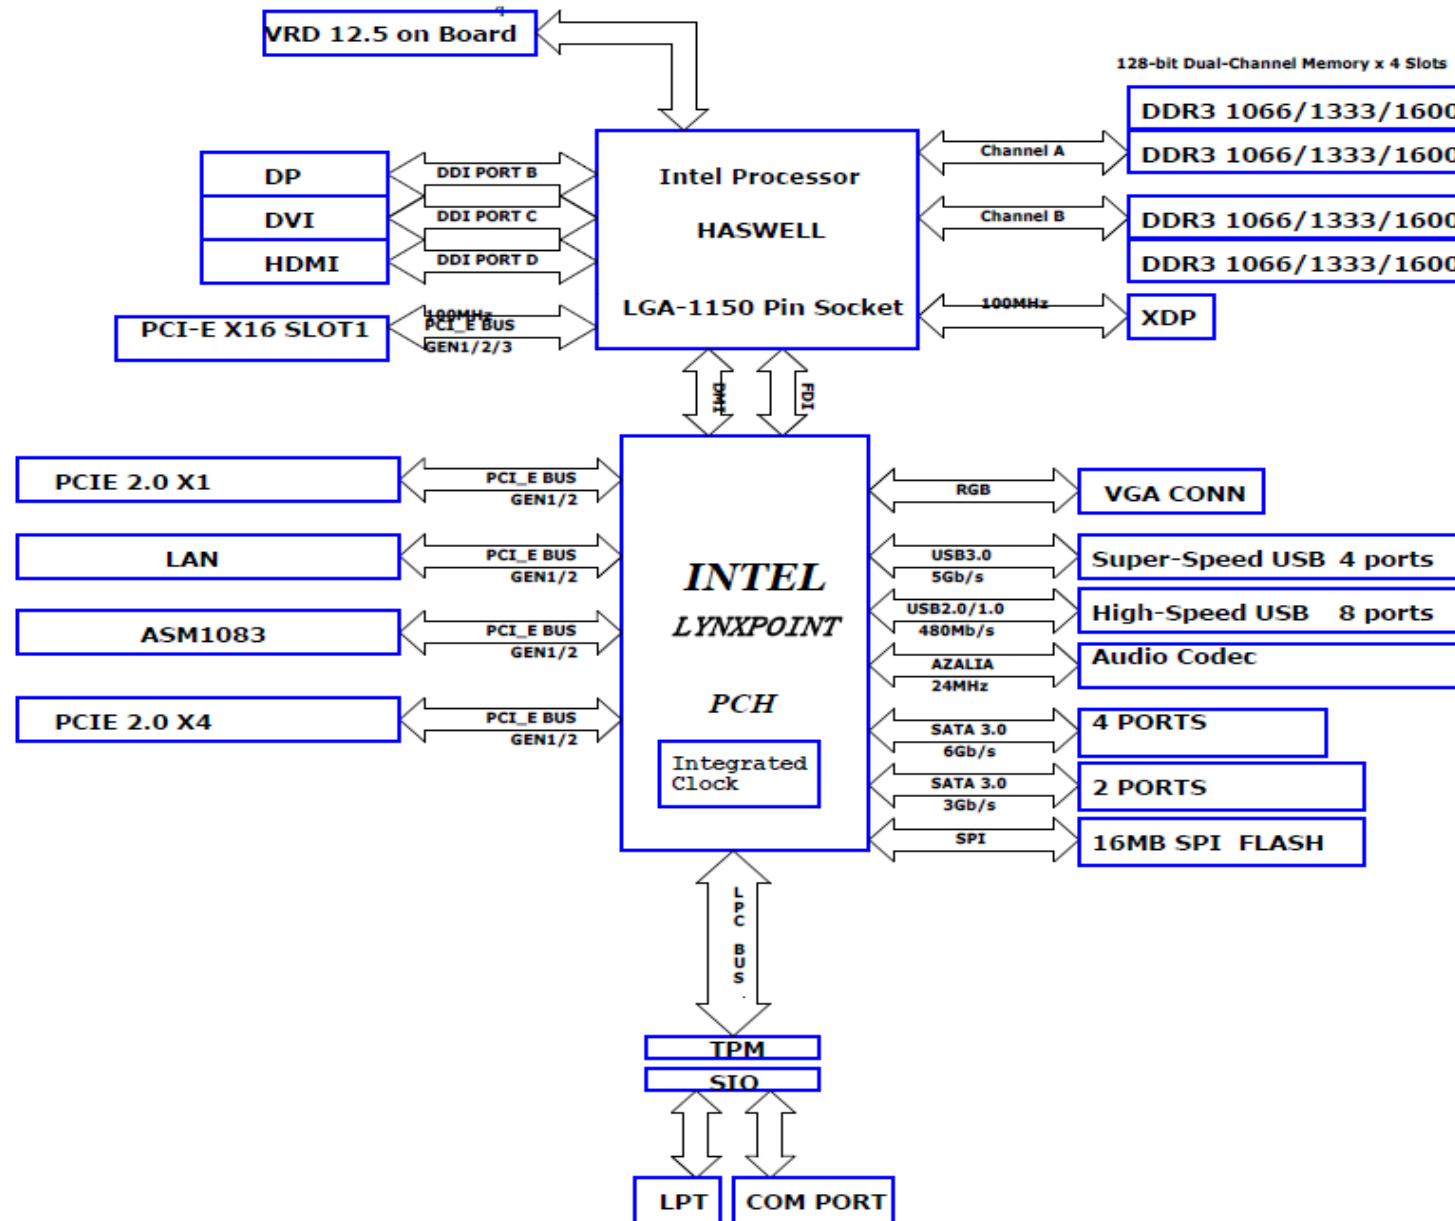 VRD 12.5 on Board
128-bit Dual-Channel Memory x 4 Slots
DDR3 1066/1333/1600
Channel A
DDR3 1066/1333/1600
DP
DDI PORT B
Intel Processor
DVI
DDI PORT C
HASWELL
Channel B
DDR3 1066/1333/1600
HDMI
DDI PORT D
DDR3 1066/1333/1600
PCI-E X16 SLOT1
100MHz
PCI_E BUS
GEN1/2/3
LGA-1150 Pin Socket
100MHz
XDP
DMI
FDI
PCIE 2.0 X1
PCI_E BUS
GEN1/2
RGB
VGA CONN
LAN
PCI_E BUS
GEN1/2
INTEL
LYNXPOINT
PCH
Integrated
Clock
USB3.0
5Gb/s
Super-Speed USB 4 ports
USB2.0/1.0
480Mb/s
High-Speed USB 8 ports
ASM1083
PCI_E BUS
GEN1/2
AZALIA
24MHz
Audio Codec
PCIE 2.0 X4
PCI_E BUS
GEN1/2
SATA 3.0
6Gb/s
4 PORTS
SATA 3.0
3Gb/s
2 PORTS
SPI
16MB SPI FLASH
LPC BUS
TPM
SIO
LPT
COM PORT